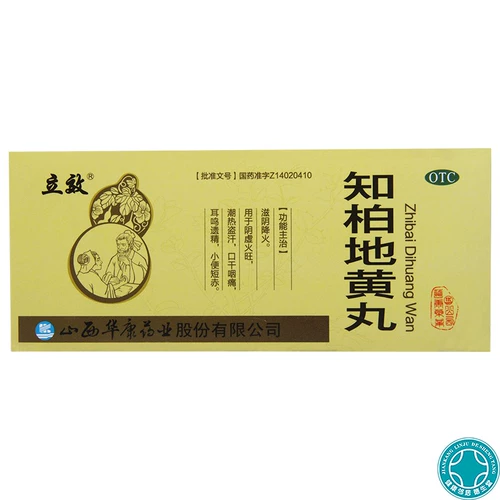 立效®
【批准文号】国药准字Z14020410
OTC
知柏地黄丸
Zhibai Dihuang Wan
【功能主治】
滋阴降火。
用于阴虚火旺,
潮热盗汗,口干咽痛,
耳鸣遗精,小便短赤。
山西华康药业股份有限公司
JIANKANG LINJU DESHENGTANG